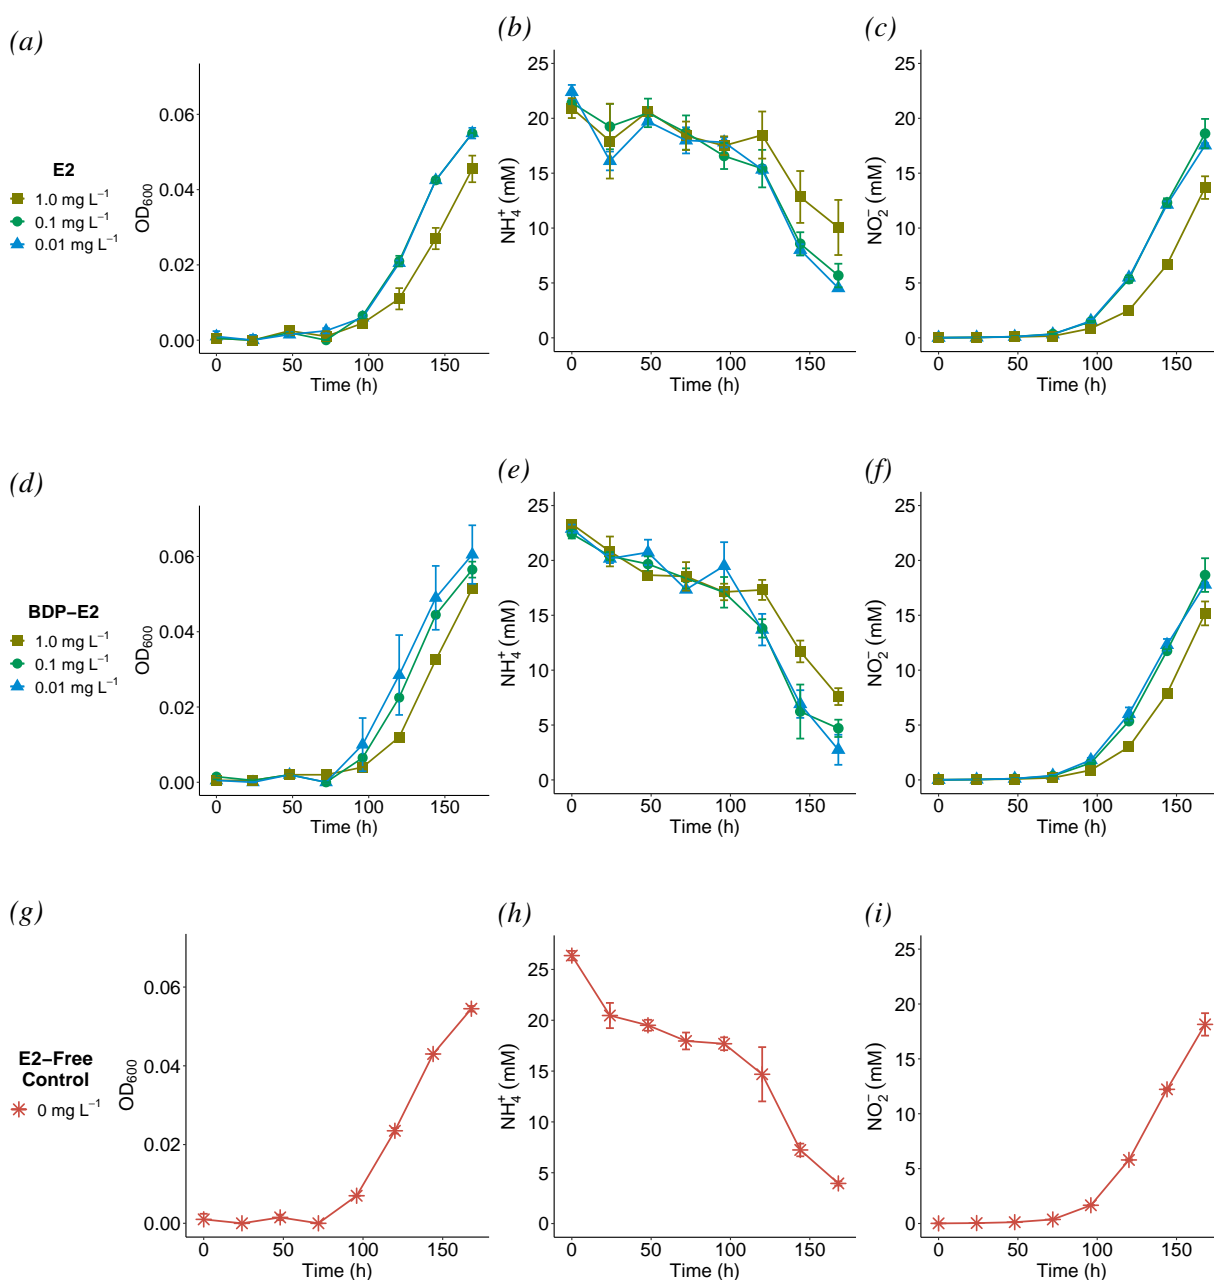 (a)
(b)
(c)
E2
1.0 mg L⁻¹
0.1 mg L⁻¹
0.01 mg L⁻¹
OD₆₀₀
0.06
0.04
0.02
0.00
0 50 100 150
Time (h)
NH₄⁺ (mM)
25
20
15
10
5
0
0 50 100 150
Time (h)
NO₂⁻ (mM)
25
20
15
10
5
0
0 50 100 150
Time (h)
(d)
(e)
(f)
BDP−E2
1.0 mg L⁻¹
0.1 mg L⁻¹
0.01 mg L⁻¹
OD₆₀₀
0.06
0.04
0.02
0.00
0 50 100 150
Time (h)
NH₄⁺ (mM)
25
20
15
10
5
0
0 50 100 150
Time (h)
NO₂⁻ (mM)
25
20
15
10
5
0
0 50 100 150
Time (h)
(g)
(h)
(i)
E2−Free
Control
0 mg L⁻¹
OD₆₀₀
0.06
0.04
0.02
0.00
0 50 100 150
Time (h)
NH₄⁺ (mM)
25
20
15
10
5
0
0 50 100 150
Time (h)
NO₂⁻ (mM)
25
20
15
10
5
0
0 50 100 150
Time (h)